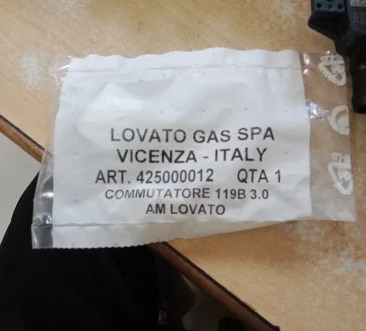 LOVATO GAS SPA
VICENZA - ITALY
ART. 425000012 QTA 1
COMMUTATORE 119B 3.0
AM LOVATO